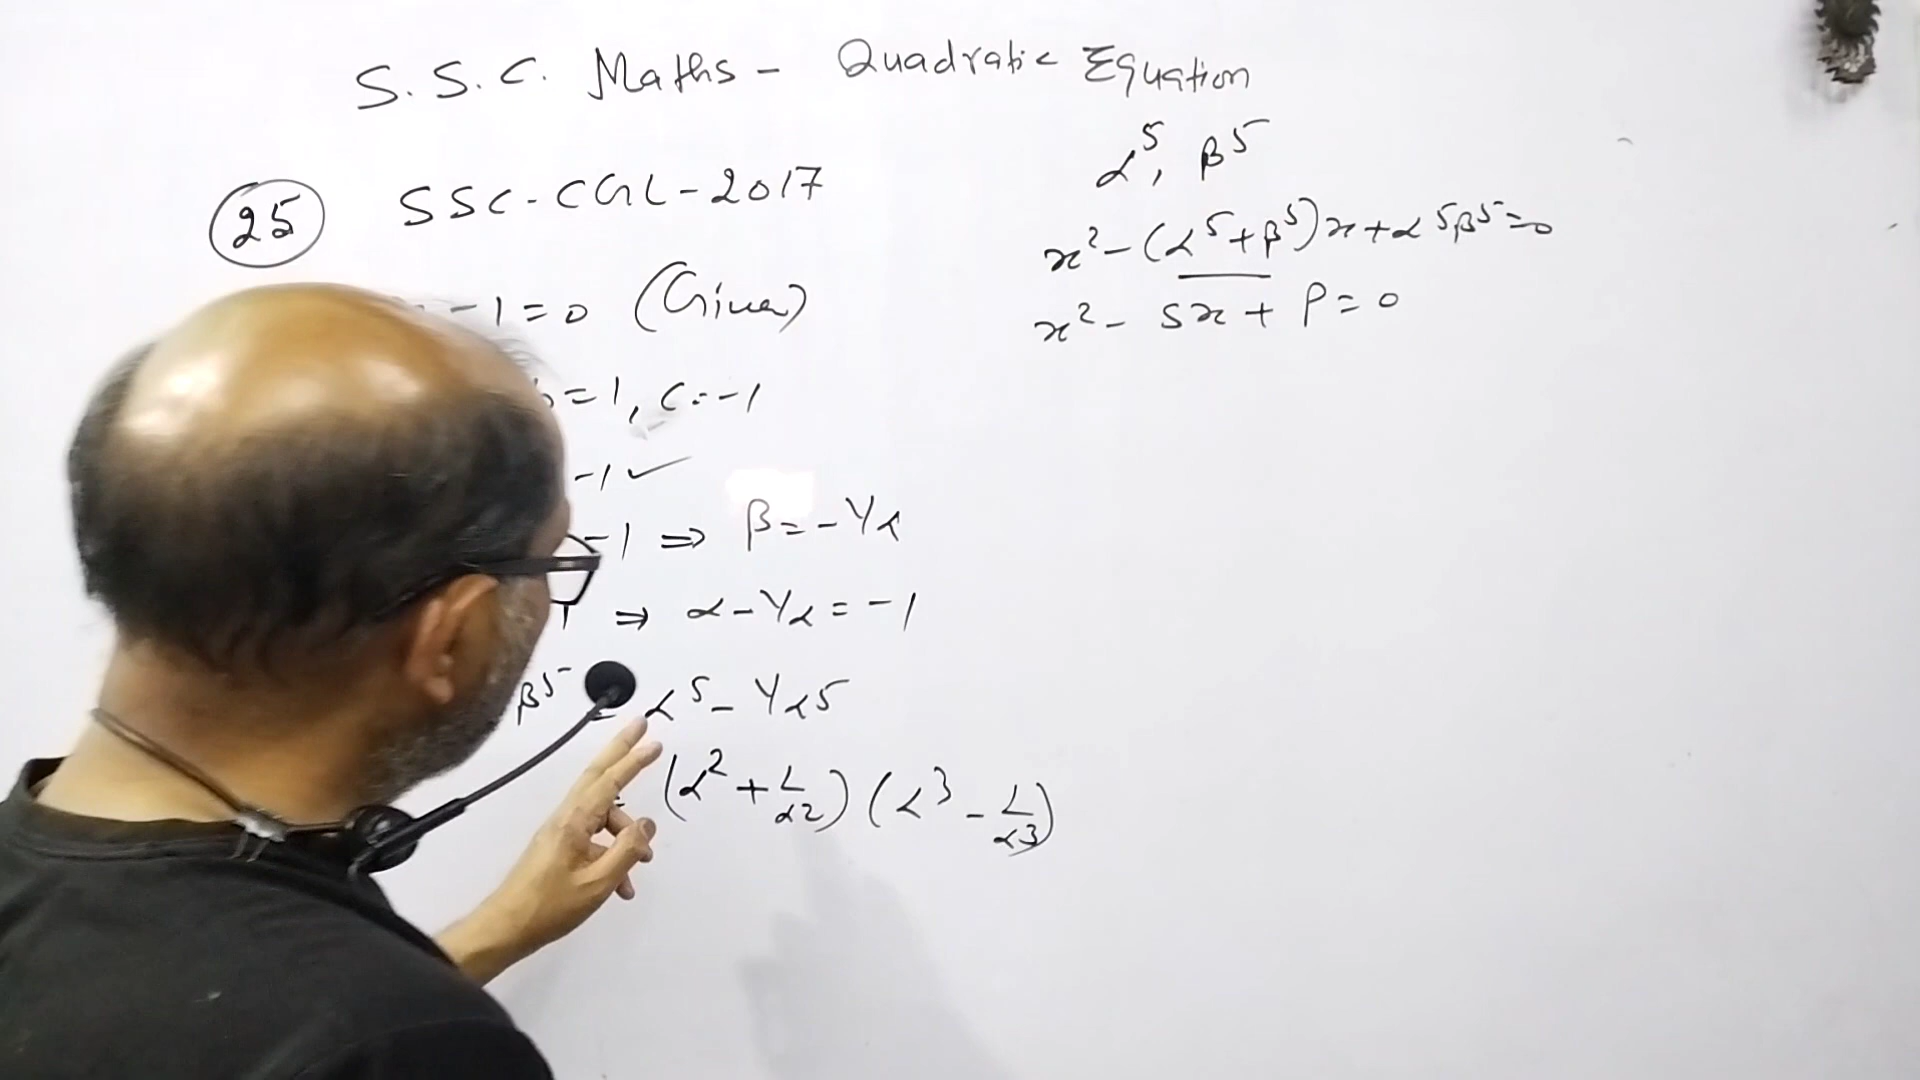 S.S.C. Maths - Quadratic Equation
α⁵, β⁵
25 SSC-CGL-2017
x² - (α⁵+β⁵)x + α⁵β⁵ = 0
-1 = 0 (Given)
x² - Sx + P = 0
b = 1, c = -1
-1 ✓
-1 ⇒ β = -1/α
⇒ α - 1/α = -1
β⁵ = α⁵ - 1/α5
= (α² + 1/α2) (α³ - 1/α3)